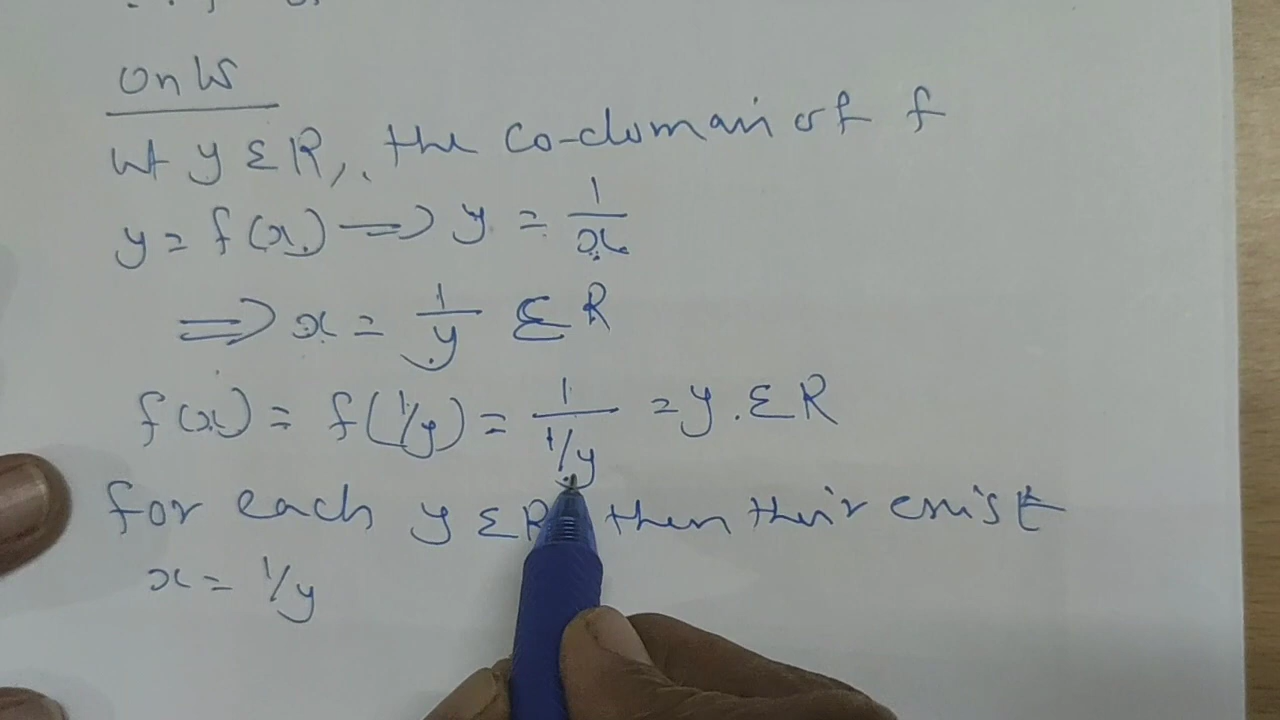 onto
let y ∈ R, the co-domain of f
y = f(x) ⟹ y = 1/x
⟹ x = 1/y ∈ R
f(x) = f(1/y) = 1/(1/y) = y. ∈ R
for each y ∈ R then their exist
x = 1/y